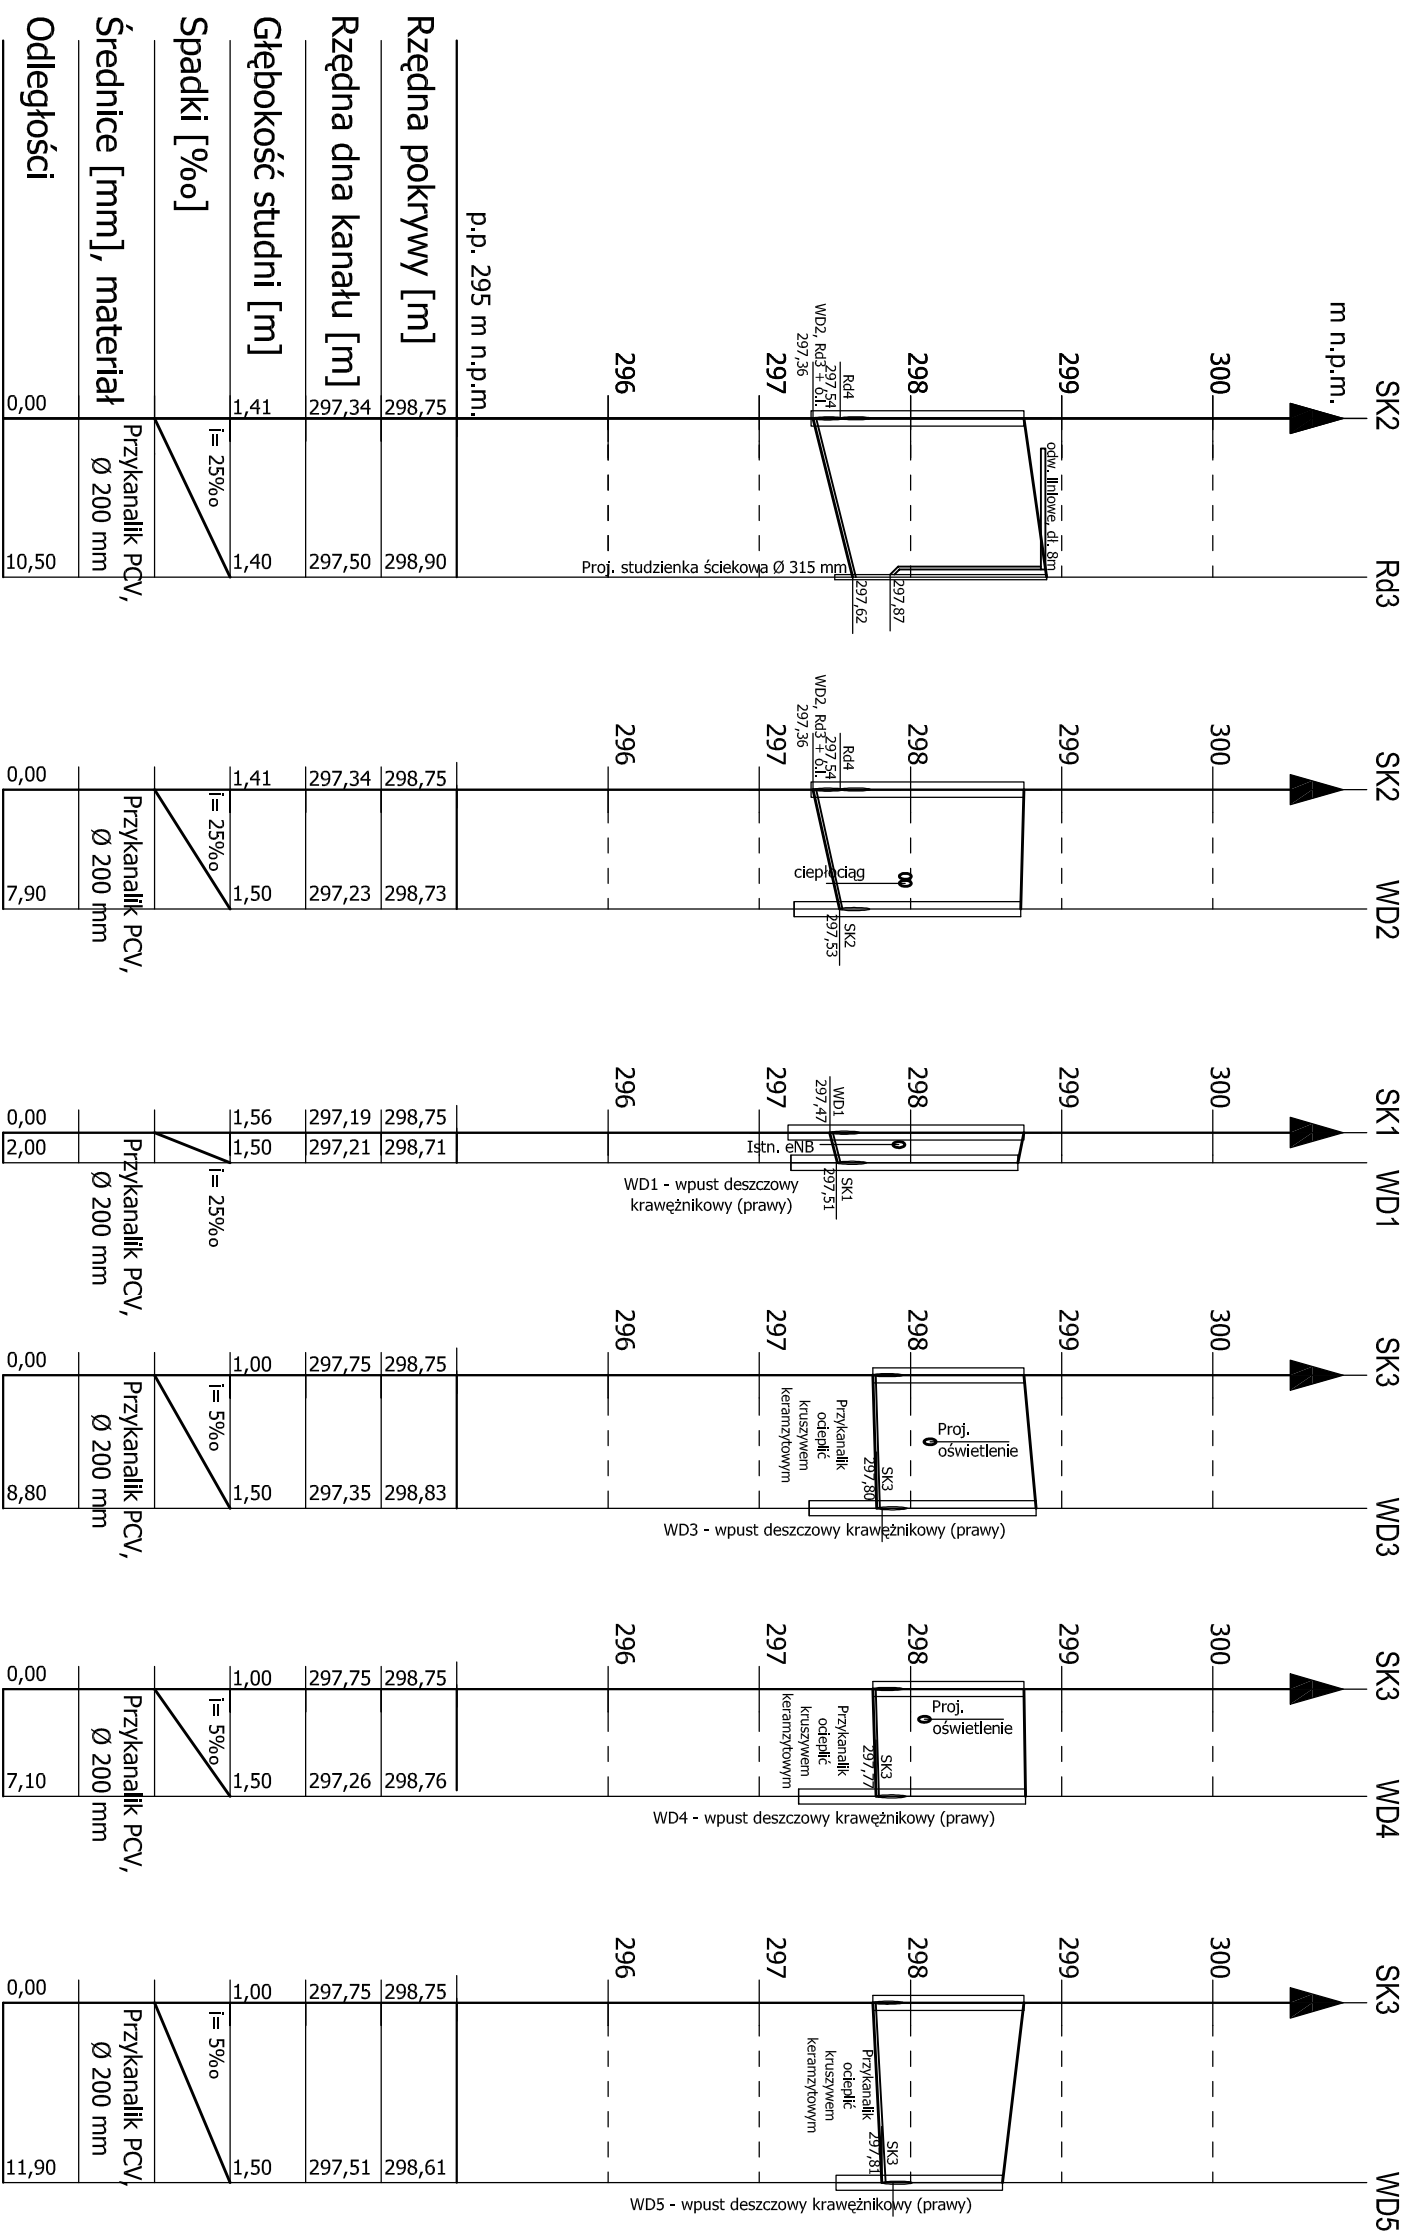 Rzędna pokrywy [m]
Rzędna dna kanału [m]
Głębokość studni [m]
Spadki [‰]
Średnice [mm], materiał
Odległości
p.p. 295 m n.p.m.
m n.p.m.
SK2
Rd3
300
299
298
297
296
odw. liniowe, dł. 8m
Rd4
297,54
WD2, Rd3 + o.l.
297,36
Proj. studzienka ściekowa Ø 315 mm
297,87
297,62
298,75
298,90
297,34
297,50
1,41
1,40
i= 25‰
Przykanalik PCV,
Ø 200 mm
0,00
10,50
SK2
WD2
300
299
298
297
296
Rd4
297,54
WD2, Rd3 + o.l.
297,36
ciepłociąg
SK2
297,53
298,75
298,73
297,34
297,23
1,41
1,50
i= 25‰
Przykanalik PCV,
Ø 200 mm
0,00
7,90
SK1
WD1
300
299
298
297
296
WD1
297,47
Istn. eNB
SK1
297,51
WD1 - wpust deszczowy
krawężnikowy (prawy)
298,75
298,71
297,19
297,21
1,56
1,50
i= 25‰
Przykanalik PCV,
Ø 200 mm
0,00
2,00
SK3
WD3
300
299
298
297
296
Proj.
oświetlenie
Przykanalik
ocieplić
kruszywem
keramzytowym
SK3
297,80
WD3 - wpust deszczowy krawężnikowy (prawy)
298,75
298,83
297,75
297,35
1,00
1,50
i= 5‰
Przykanalik PCV,
Ø 200 mm
0,00
8,80
SK3
WD4
300
299
298
297
296
Proj.
oświetlenie
Przykanalik
ocieplić
kruszywem
keramzytowym
SK3
297,77
WD4 - wpust deszczowy krawężnikowy (prawy)
298,75
298,76
297,75
297,26
1,00
1,50
i= 5‰
Przykanalik PCV,
Ø 200 mm
0,00
7,10
SK3
WD5
300
299
298
297
296
Przykanalik
ocieplić
kruszywem
keramzytowym
SK3
297,81
WD5 - wpust deszczowy krawężnikowy (prawy)
298,75
298,61
297,75
297,51
1,00
1,50
i= 5‰
Przykanalik PCV,
Ø 200 mm
0,00
11,90